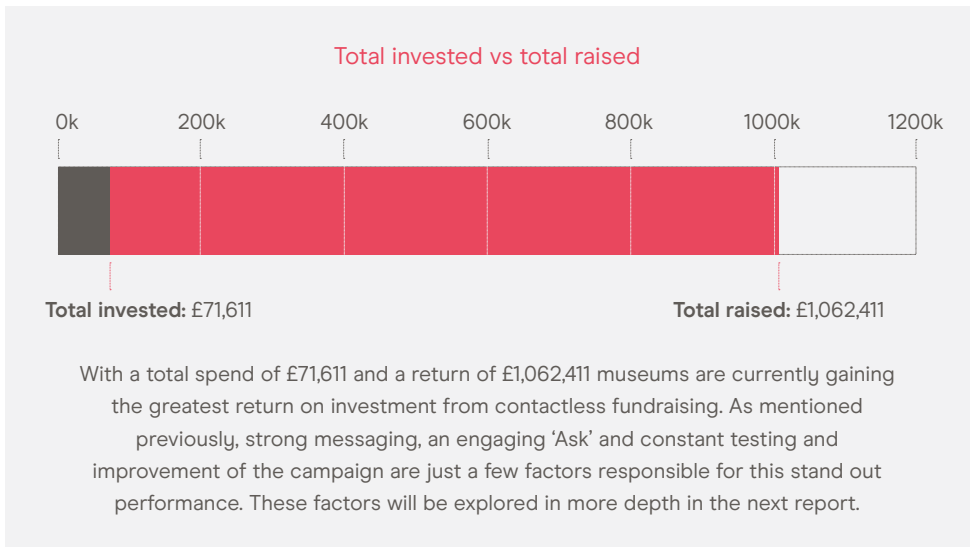 Total invested vs total raised
0k 200k 400k 600k 800k 1000k 1200k
Total invested: £71,611 Total raised: £1,062,411
With a total spend of £71,611 and a return of £1,062,411 museums are currently gaining
the greatest return on investment from contactless fundraising. As mentioned
previously, strong messaging, an engaging ‘Ask’ and constant testing and
improvement of the campaign are just a few factors responsible for this stand out
performance. These factors will be explored in more depth in the next report.